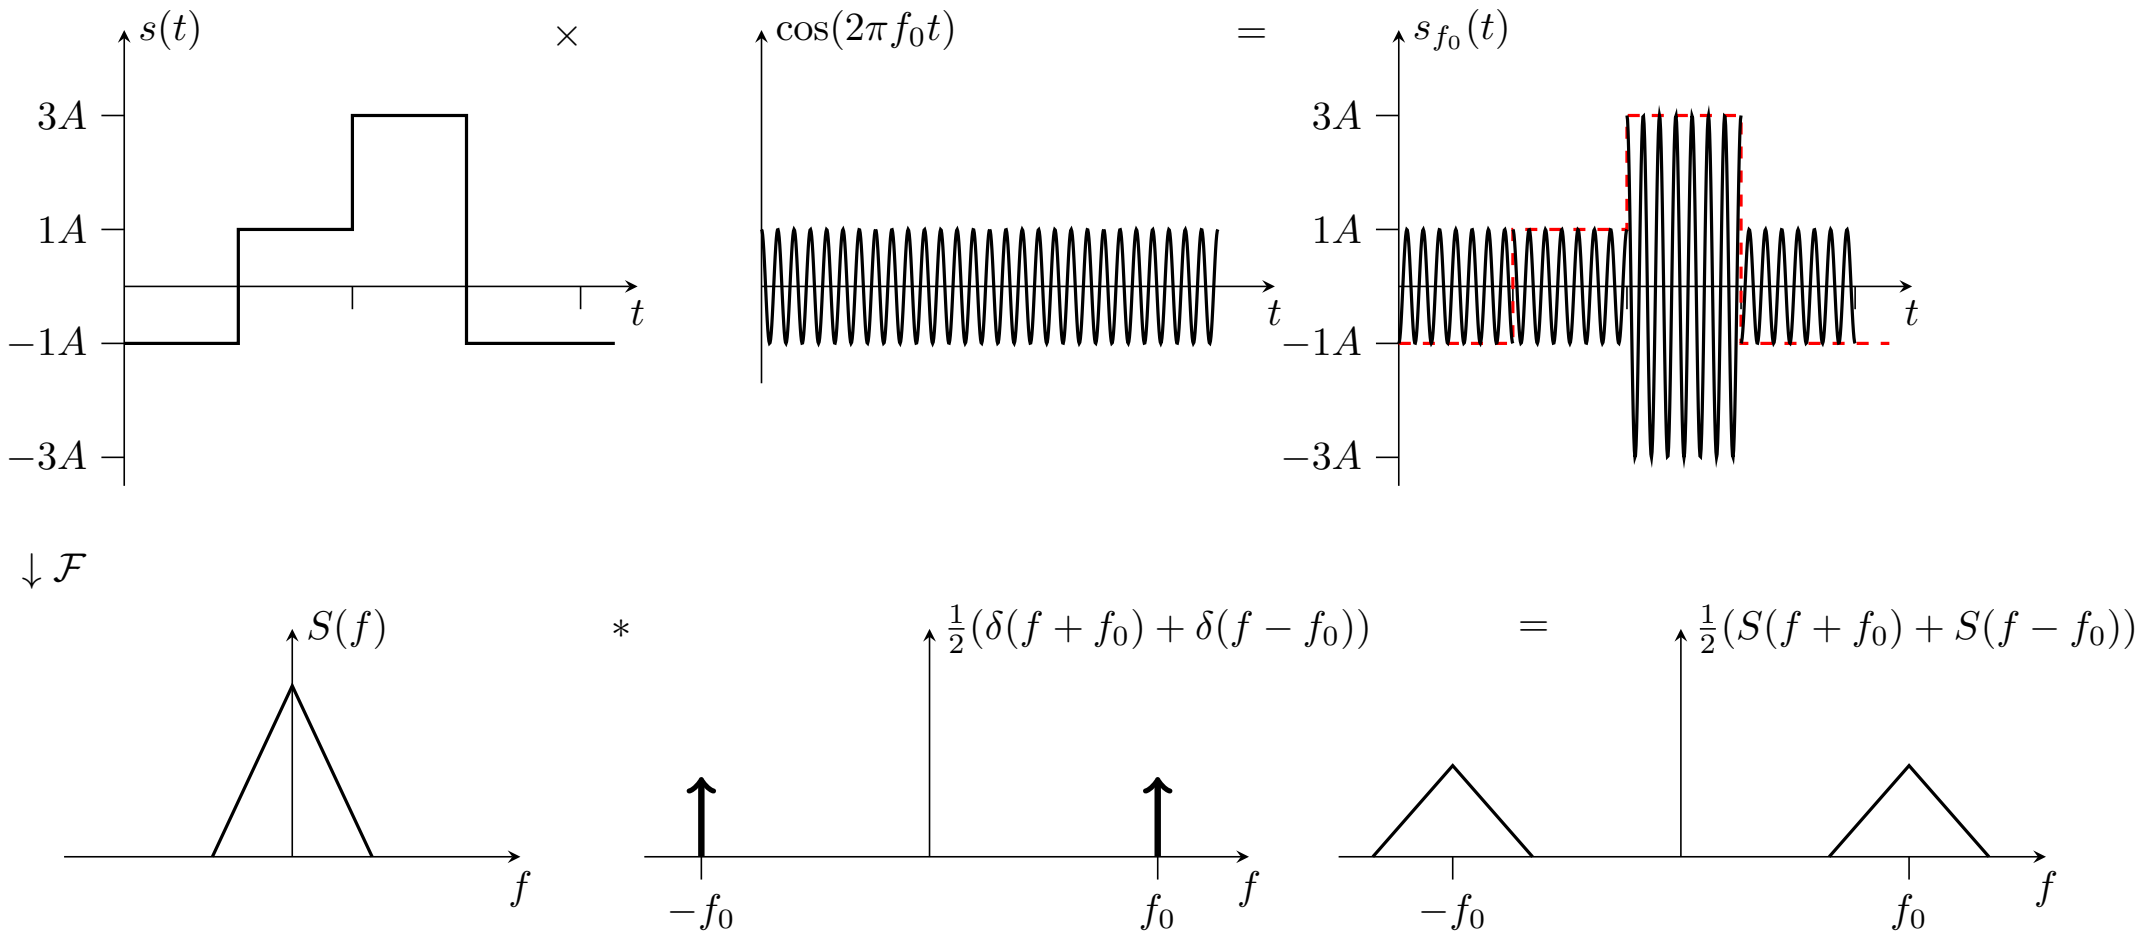 s(t) × cos(2πf₀t) = s_{f₀}(t)
3A 3A
1A 1A
t t t
−1A −1A
−3A −3A
↓ ℱ
S(f) * ½(δ(f + f₀) + δ(f − f₀)) = ½(S(f + f₀) + S(f − f₀))
f f f
−f₀ f₀ −f₀ f₀